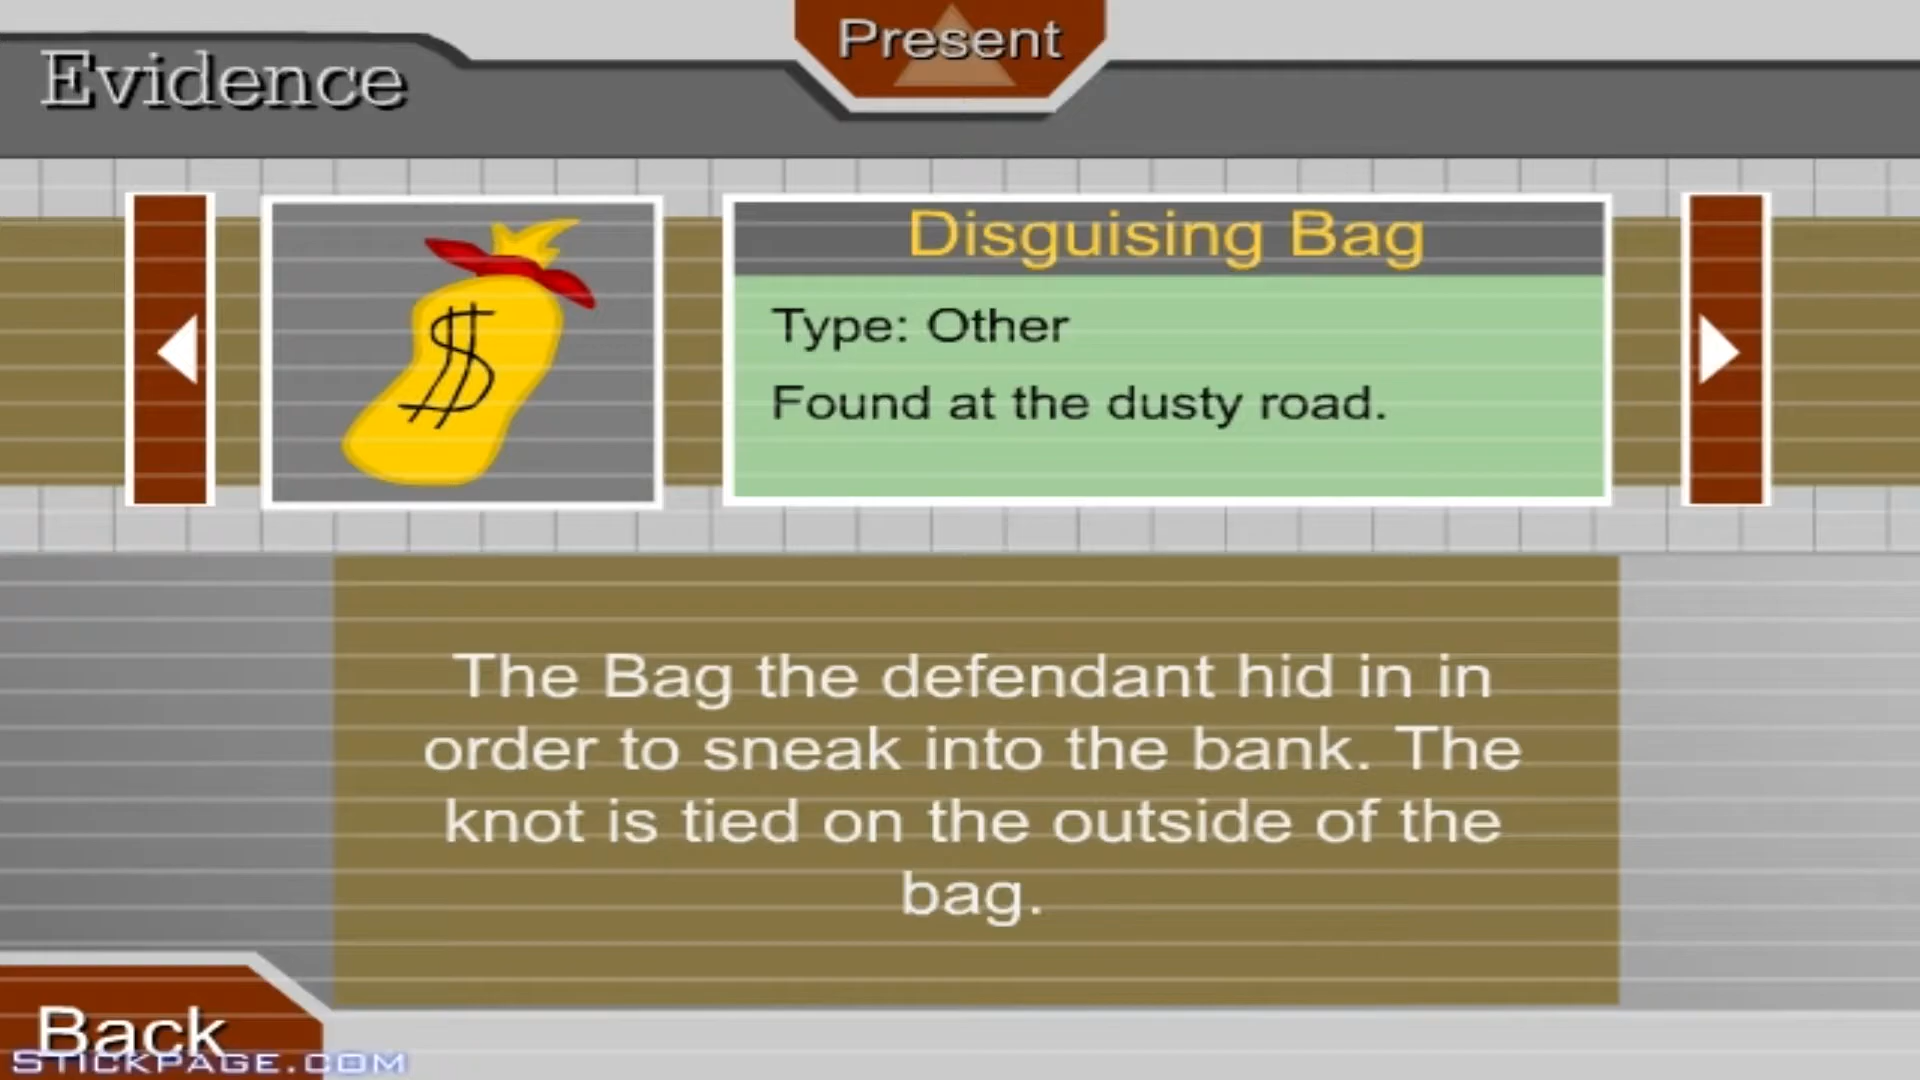 Present
Evidence
Disguising Bag
Type: Other
Found at the dusty road.
$
The Bag the defendant hid in in
order to sneak into the bank. The
knot is tied on the outside of the
bag.
Back
STICKPAGE.COM